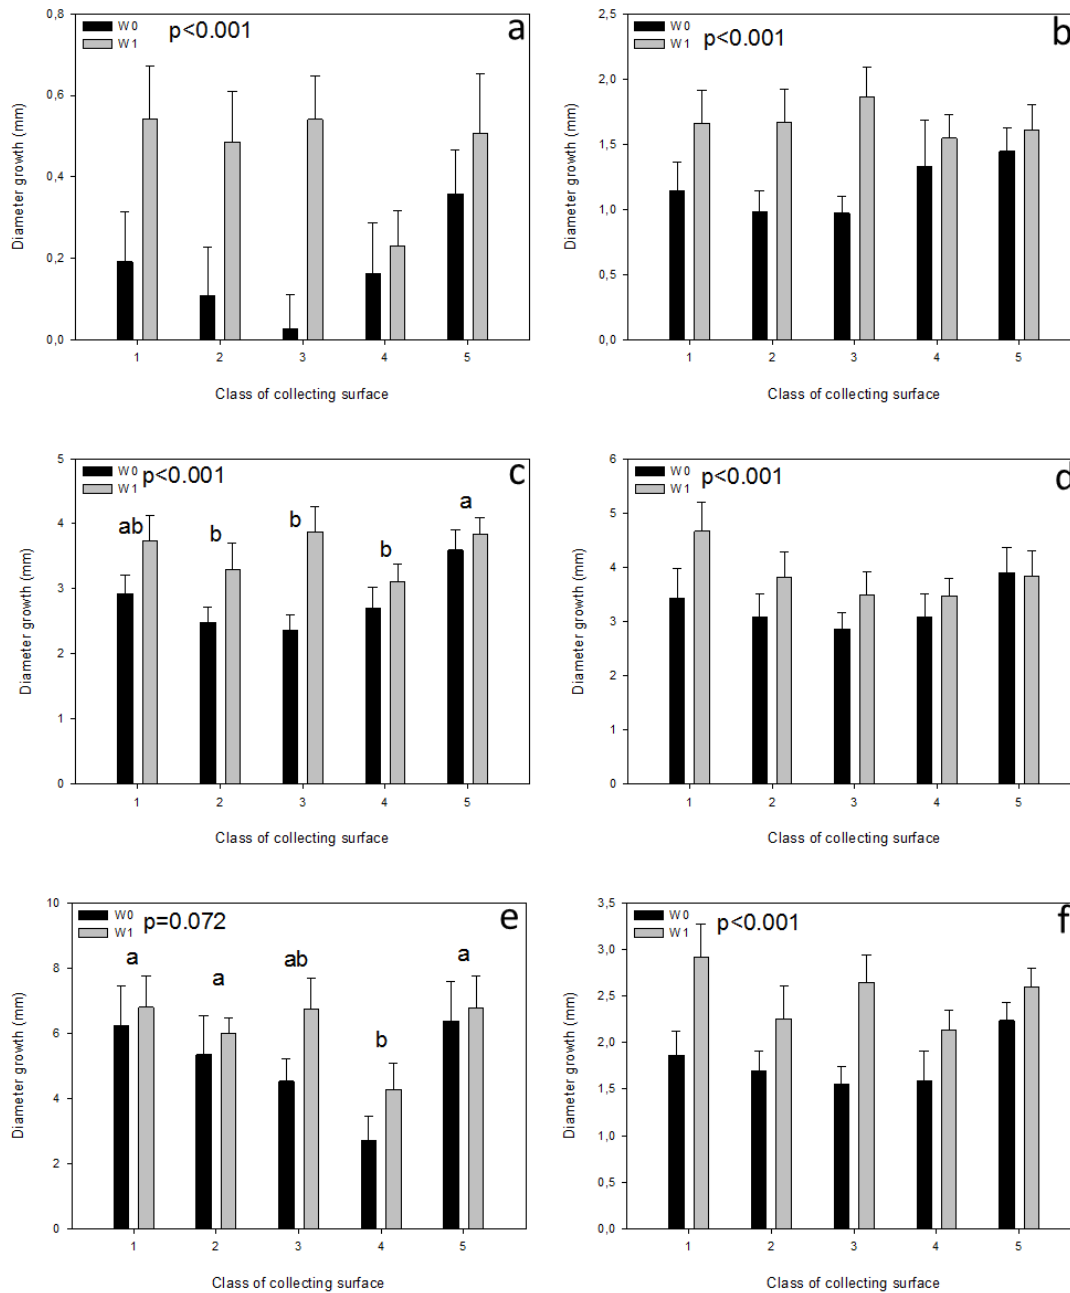 0,8
0,6
0,4
0,2
0,0
Diameter growth (mm)
W0
W1
p<0.001
a
1 2 3 4 5
Class of collecting surface
2,5
2,0
1,5
1,0
0,5
0,0
Diameter growth (mm)
W0
W1
p<0.001
b
1 2 3 4 5
Class of collecting surface
5
4
3
2
1
0
Diameter growth (mm)
W0
W1
p<0.001
c
ab b b b a
1 2 3 4 5
Class of collecting surface
6
5
4
3
2
1
0
Diameter growth (mm)
W0
W1
p<0.001
d
1 2 3 4 5
Class of collecting surface
10
8
6
4
2
0
Diameter growth (mm)
W0
W1
p=0.072
e
a a ab b a
1 2 3 4 5
Class of collecting surface
3,5
3,0
2,5
2,0
1,5
1,0
0,5
0,0
Diameter growth (mm)
W0
W1
p<0.001
f
1 2 3 4 5
Class of collecting surface